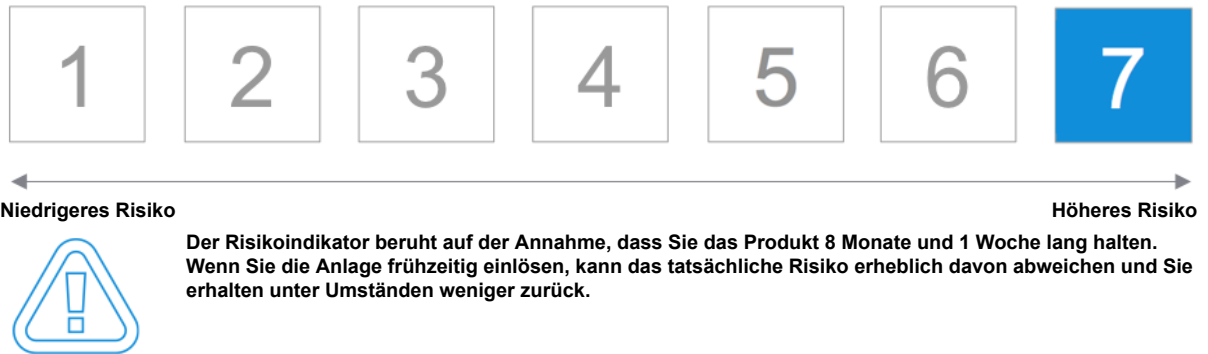 1 2 3 4 5 6 7
Niedrigeres Risiko Höheres Risiko
Der Risikoindikator beruht auf der Annahme, dass Sie das Produkt 8 Monate und 1 Woche lang halten.
Wenn Sie die Anlage frühzeitig einlösen, kann das tatsächliche Risiko erheblich davon abweichen und Sie
erhalten unter Umständen weniger zurück.